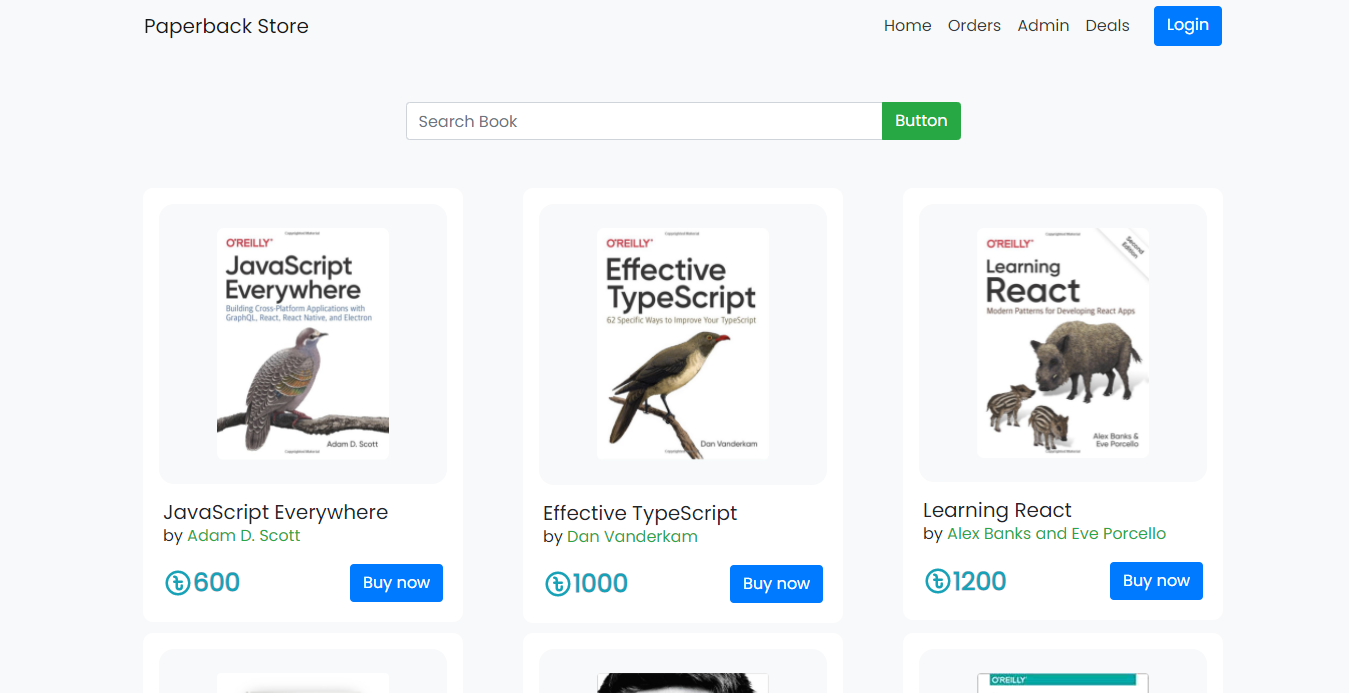 Paperback Store
Home Orders Admin Deals Login
Search Book
Button
O'REILLY®
JavaScript
Everywhere
Building Cross-Platform Applications with
GraphQL, React, React Native, and Electron
Adam D. Scott
JavaScript Everywhere
by Adam D. Scott
600
Buy now
O'REILLY®
Effective
TypeScript
62 Specific Ways to Improve Your TypeScript
Dan Vanderkam
Effective TypeScript
by Dan Vanderkam
1000
Buy now
O'REILLY®
Second
Edition
Learning
React
Modern Patterns for Developing React Apps
Alex Banks &
Eve Porcello
Learning React
by Alex Banks and Eve Porcello
1200
Buy now
O'REILLY®